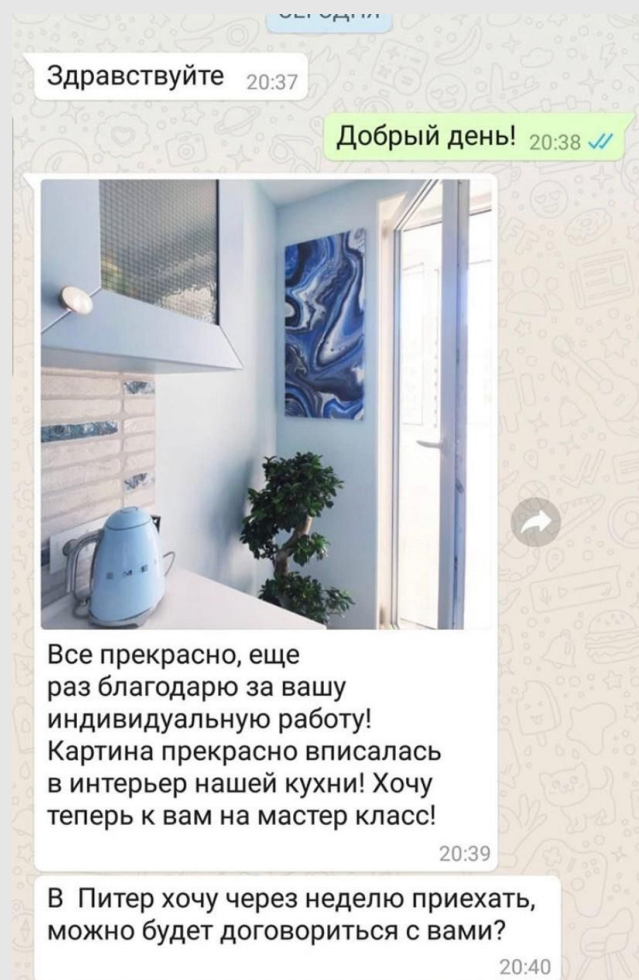 СЕГОДНЯ
Здравствуйте 20:37
Добрый день! 20:38
SMEG
Все прекрасно, еще
раз благодарю за вашу
индивидуальную работу!
Картина прекрасно вписалась
в интерьер нашей кухни! Хочу
теперь к вам на мастер класс!
20:39
В Питер хочу через неделю приехать,
можно будет договориться с вами?
20:40